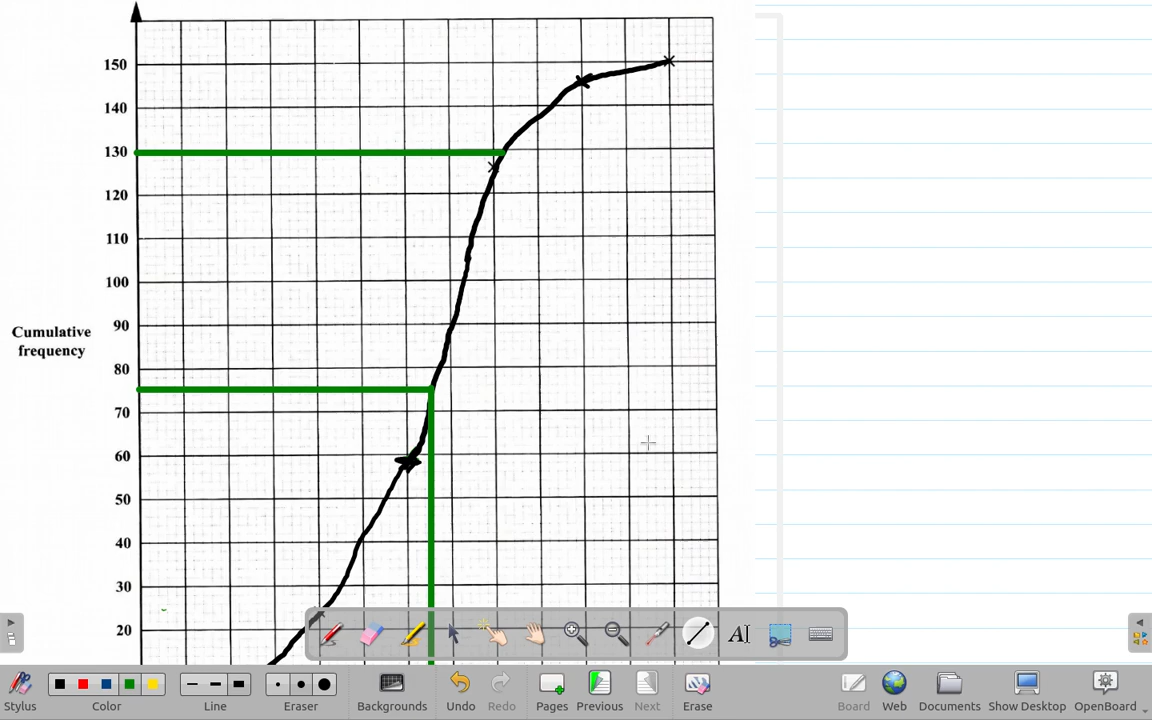 150
140
130
120
110
100
Cumulative
frequency
90
80
70
60
50
40
30
20
AI
Stylus
Color
Line
Eraser
Backgrounds
Undo
Redo
Pages
Previous
Next
Erase
Board
Web
Documents
Show Desktop
OpenBoard